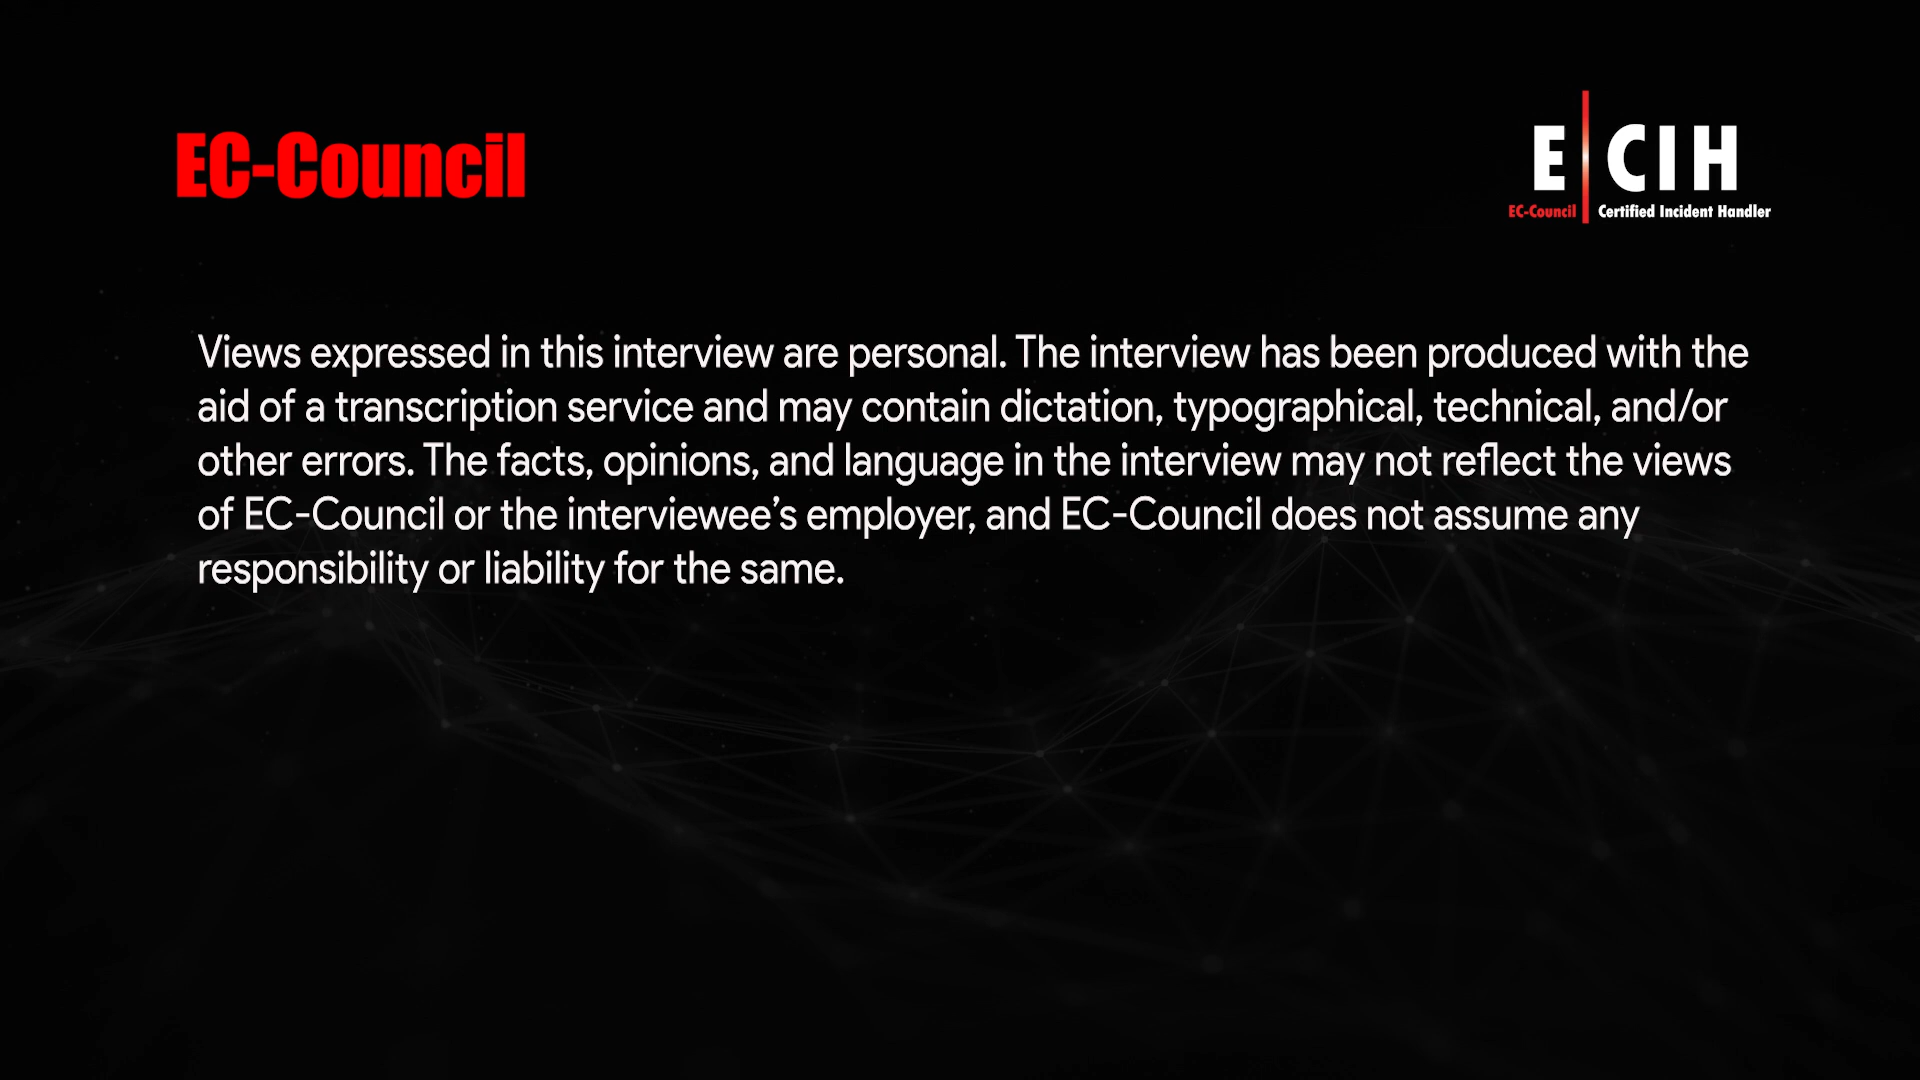 EC-Council
E CIH
EC-Council Certified Incident Handler
Views expressed in this interview are personal. The interview has been produced with the
aid of a transcription service and may contain dictation, typographical, technical, and/or
other errors. The facts, opinions, and language in the interview may not reflect the views
of EC-Council or the interviewee’s employer, and EC-Council does not assume any
responsibility or liability for the same.